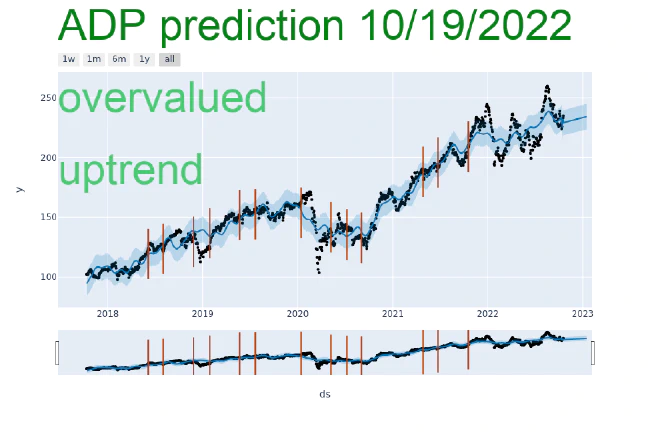 ADP prediction 10/19/2022
1w 1m 6m 1y all
overvalued
uptrend
250
200
150
100
y
2018 2019 2020 2021 2022 2023
ds